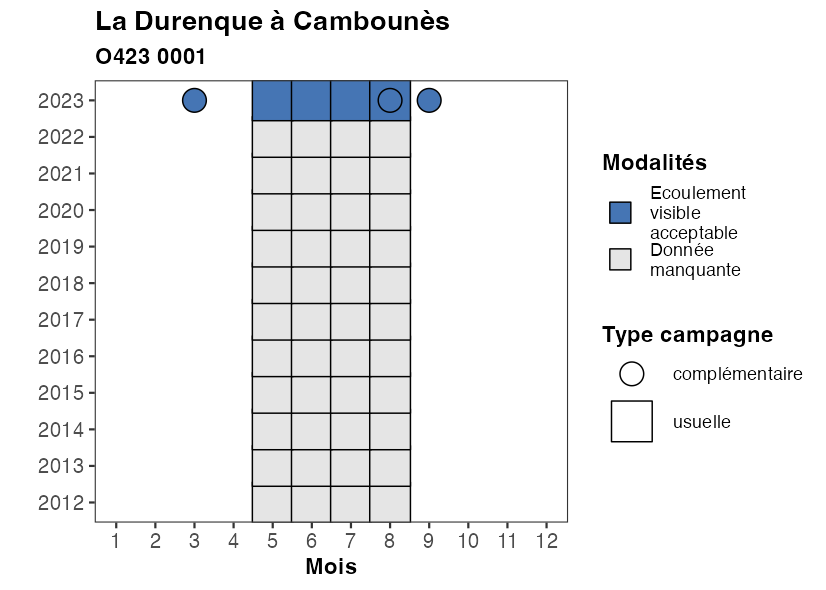 La Durenque à Cambounès
O423 0001
2023
2022
2021
2020
2019
2018
2017
2016
2015
2014
2013
2012
1 2 3 4 5 6 7 8 9 10 11 12
Mois
Modalités
Ecoulement
visible
acceptable
Donnée
manquante
Type campagne
complémentaire
usuelle